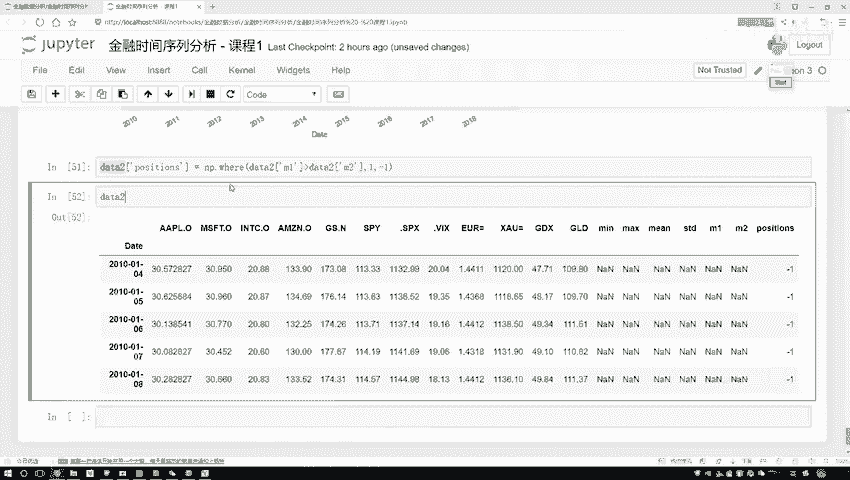 jupyter 金融时间序列分析 - 课程1 Last Checkpoint: 2 hours ago (unsaved changes)
Logout
File Edit View Insert Cell Kernel Widgets Help
Not Trusted
Code
2010 2011 2012 2013 2014 2015 2016 2017 2018
Date
In [51] data2['positions'] = np.where(data2['m1']>data2['m2'],1,-1)
In [52] data2
AAPL.O MSFT.O INTC.O AMZN.O GS.N SPY .SPX .VIX EUR= XAU= GDX GLD min max mean std m1 m2 positions
Date
2010-01-04 30.572827 30.950 20.88 133.90 173.08 113.33 1132.99 20.04 1.4411 1120.00 47.71 109.80 NaN NaN NaN NaN NaN NaN -1
2010-01-05 30.625684 30.960 20.87 134.69 176.14 113.63 1136.52 19.35 1.4368 1118.65 48.17 109.70 NaN NaN NaN NaN NaN NaN -1
2010-01-06 30.138541 30.770 20.80 132.25 174.26 113.71 1137.14 19.16 1.4412 1138.50 49.34 111.51 NaN NaN NaN NaN NaN NaN -1
2010-01-07 30.082827 30.452 20.60 130.00 177.67 114.19 1141.69 19.06 1.4318 1131.90 49.10 110.82 NaN NaN NaN NaN NaN NaN -1
2010-01-08 30.282827 30.660 20.83 133.52 174.31 114.57 1144.98 18.13 1.4412 1136.10 49.84 111.37 NaN NaN NaN NaN NaN NaN -1
In [ ]